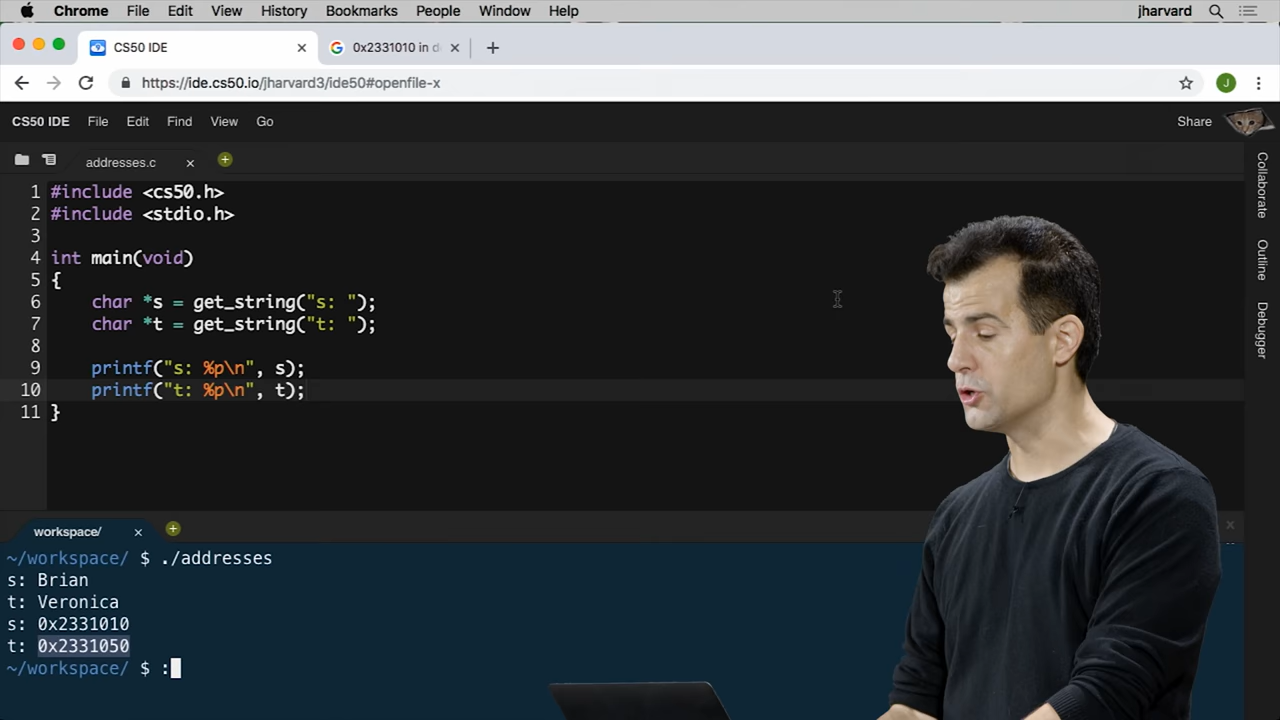 Chrome File Edit View History Bookmarks People Window Help jharvard
CS50 IDE
0x2331010 in d
https://ide.cs50.io/jharvard3/ide50#openfile-x
J
CS50 IDE File Edit Find View Go Share
addresses.c
1 #include <cs50.h>
2 #include <stdio.h>
3
4 int main(void)
5 {
6 char *s = get_string("s: ");
7 char *t = get_string("t: ");
8
9 printf("s: %p\n", s);
10 printf("t: %p\n", t);
11 }
Collaborate
Outline
Debugger
workspace/
~/workspace/ $ ./addresses
s: Brian
t: Veronica
s: 0x2331010
t: 0x2331050
~/workspace/ $ :